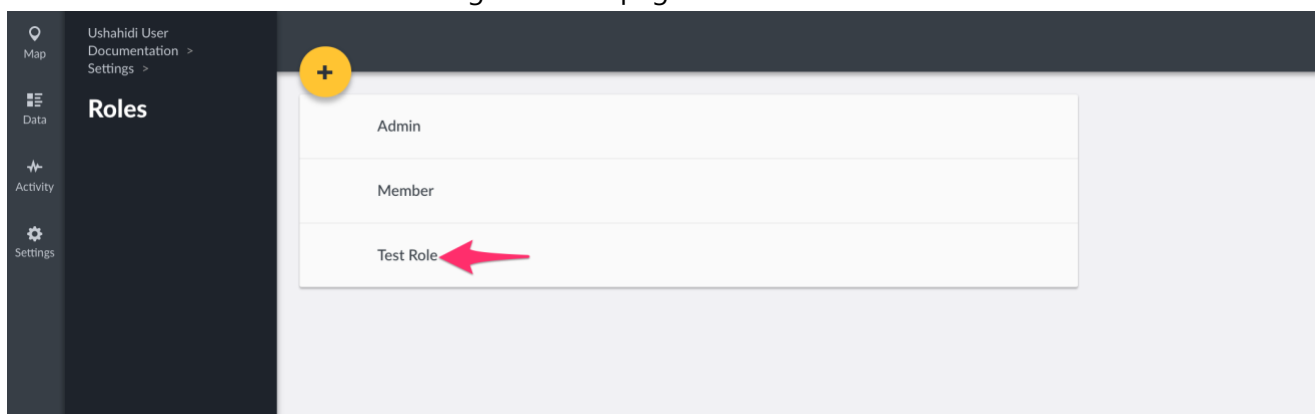 Map
Data
Activity
Settings
Ushahidi User
Documentation >
Settings >
Roles
+
Admin
Member
Test Role